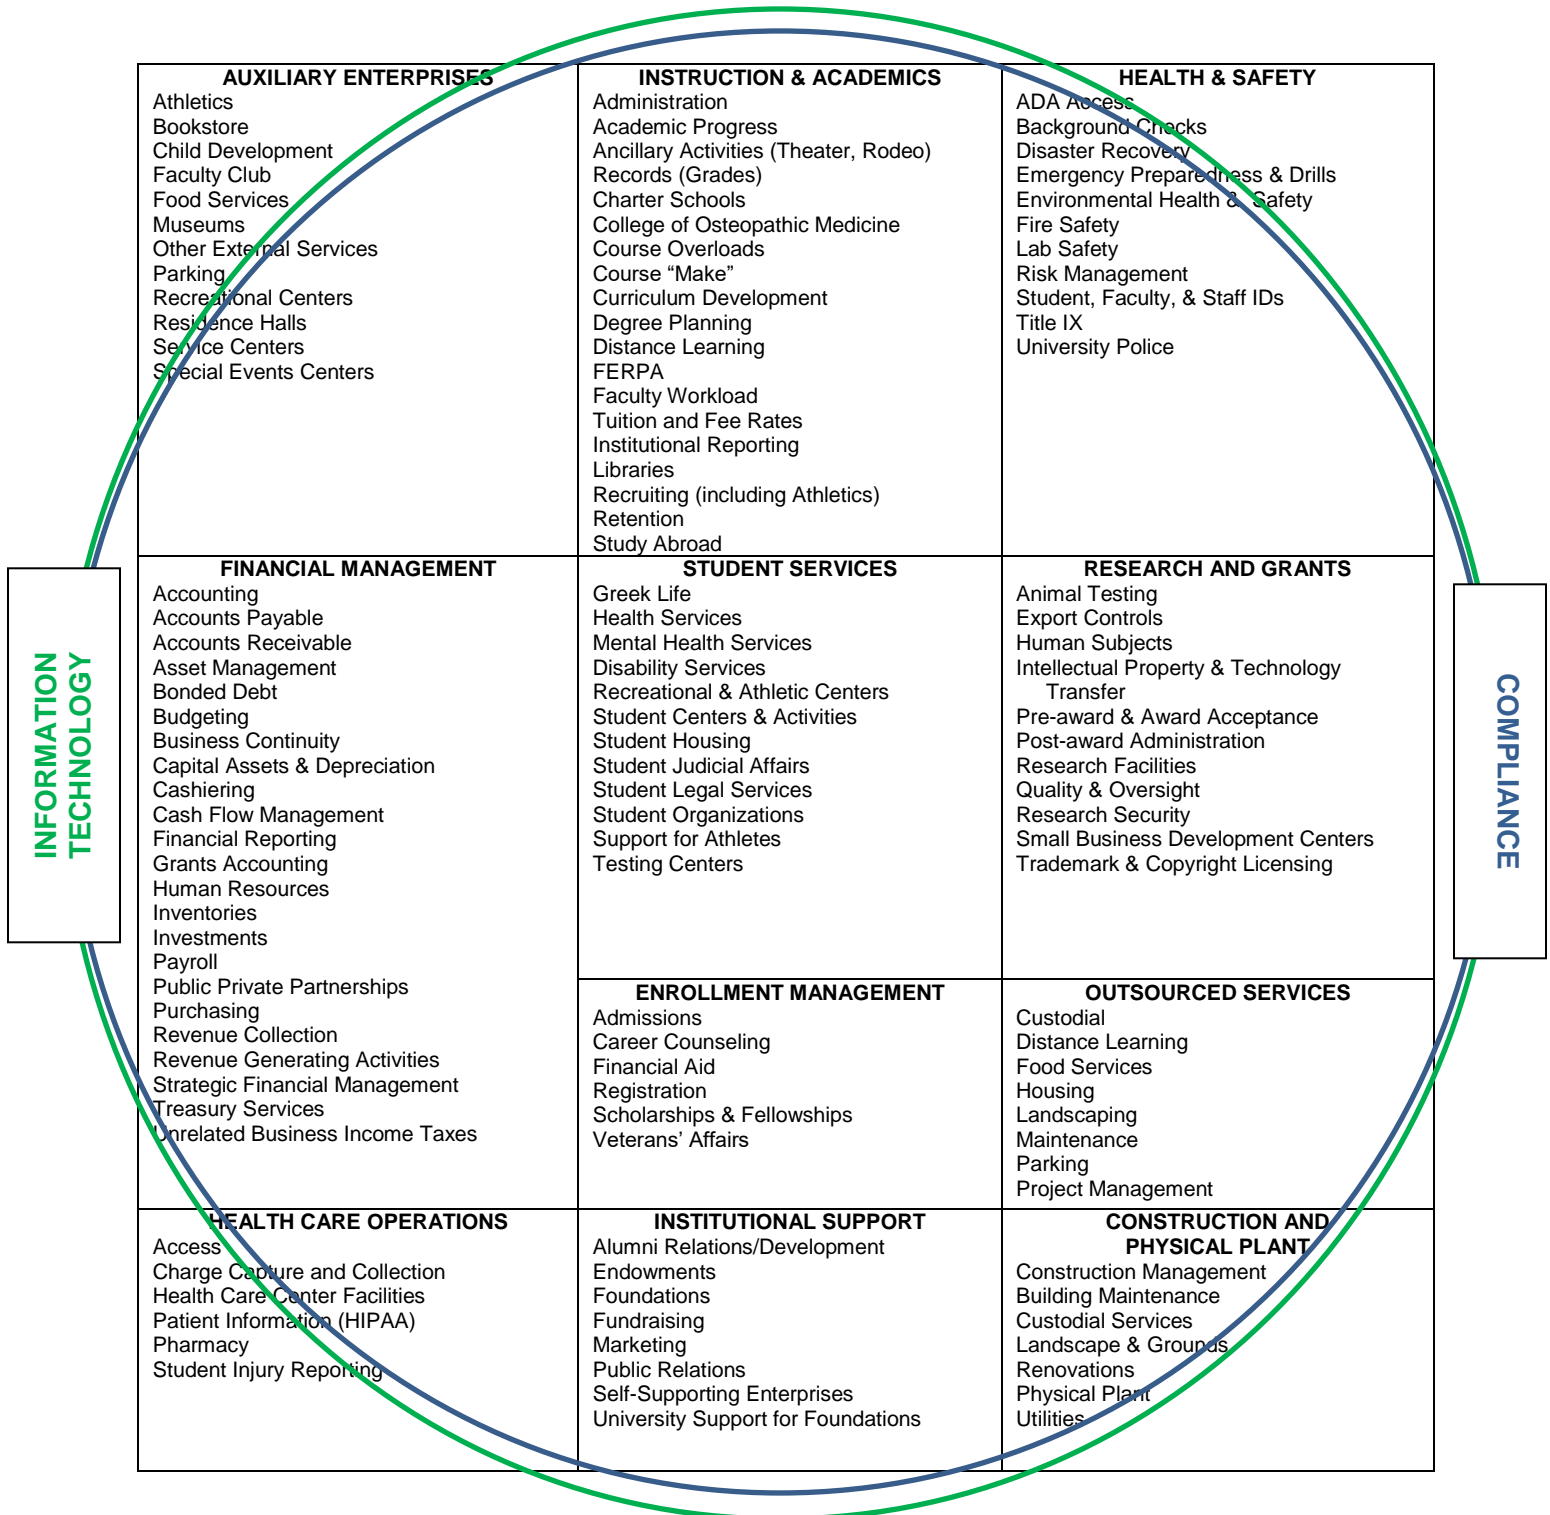 AUXILIARY ENTERPRISES
Athletics
Bookstore
Child Development
Faculty Club
Food Services
Museums
Other External Services
Parking
Recreational Centers
Residence Halls
Service Centers
Special Events Centers
INSTRUCTION & ACADEMICS
Administration
Academic Progress
Ancillary Activities (Theater, Rodeo)
Records (Grades)
Charter Schools
College of Osteopathic Medicine
Course Overloads
Course “Make”
Curriculum Development
Degree Planning
Distance Learning
FERPA
Faculty Workload
Tuition and Fee Rates
Institutional Reporting
Libraries
Recruiting (including Athletics)
Retention
Study Abroad
HEALTH & SAFETY
ADA Access
Background Checks
Disaster Recovery
Emergency Preparedness & Drills
Environmental Health & Safety
Fire Safety
Lab Safety
Risk Management
Student, Faculty, & Staff IDs
Title IX
University Police
INFORMATION
TECHNOLOGY
FINANCIAL MANAGEMENT
Accounting
Accounts Payable
Accounts Receivable
Asset Management
Bonded Debt
Budgeting
Business Continuity
Capital Assets & Depreciation
Cashiering
Cash Flow Management
Financial Reporting
Grants Accounting
Human Resources
Inventories
Investments
Payroll
Public Private Partnerships
Purchasing
Revenue Collection
Revenue Generating Activities
Strategic Financial Management
Treasury Services
Unrelated Business Income Taxes
STUDENT SERVICES
Greek Life
Health Services
Mental Health Services
Disability Services
Recreational & Athletic Centers
Student Centers & Activities
Student Housing
Student Judicial Affairs
Student Legal Services
Student Organizations
Support for Athletes
Testing Centers
RESEARCH AND GRANTS
Animal Testing
Export Controls
Human Subjects
Intellectual Property & Technology
Transfer
Pre-award & Award Acceptance
Post-award Administration
Research Facilities
Quality & Oversight
Research Security
Small Business Development Centers
Trademark & Copyright Licensing
COMPLIANCE
ENROLLMENT MANAGEMENT
Admissions
Career Counseling
Financial Aid
Registration
Scholarships & Fellowships
Veterans’ Affairs
OUTSOURCED SERVICES
Custodial
Distance Learning
Food Services
Housing
Landscaping
Maintenance
Parking
Project Management
HEALTH CARE OPERATIONS
Access
Charge Capture and Collection
Health Care Center Facilities
Patient Information (HIPAA)
Pharmacy
Student Injury Reporting
INSTITUTIONAL SUPPORT
Alumni Relations/Development
Endowments
Foundations
Fundraising
Marketing
Public Relations
Self-Supporting Enterprises
University Support for Foundations
CONSTRUCTION AND
PHYSICAL PLANT
Construction Management
Building Maintenance
Custodial Services
Landscape & Grounds
Renovations
Physical Plant
Utilities